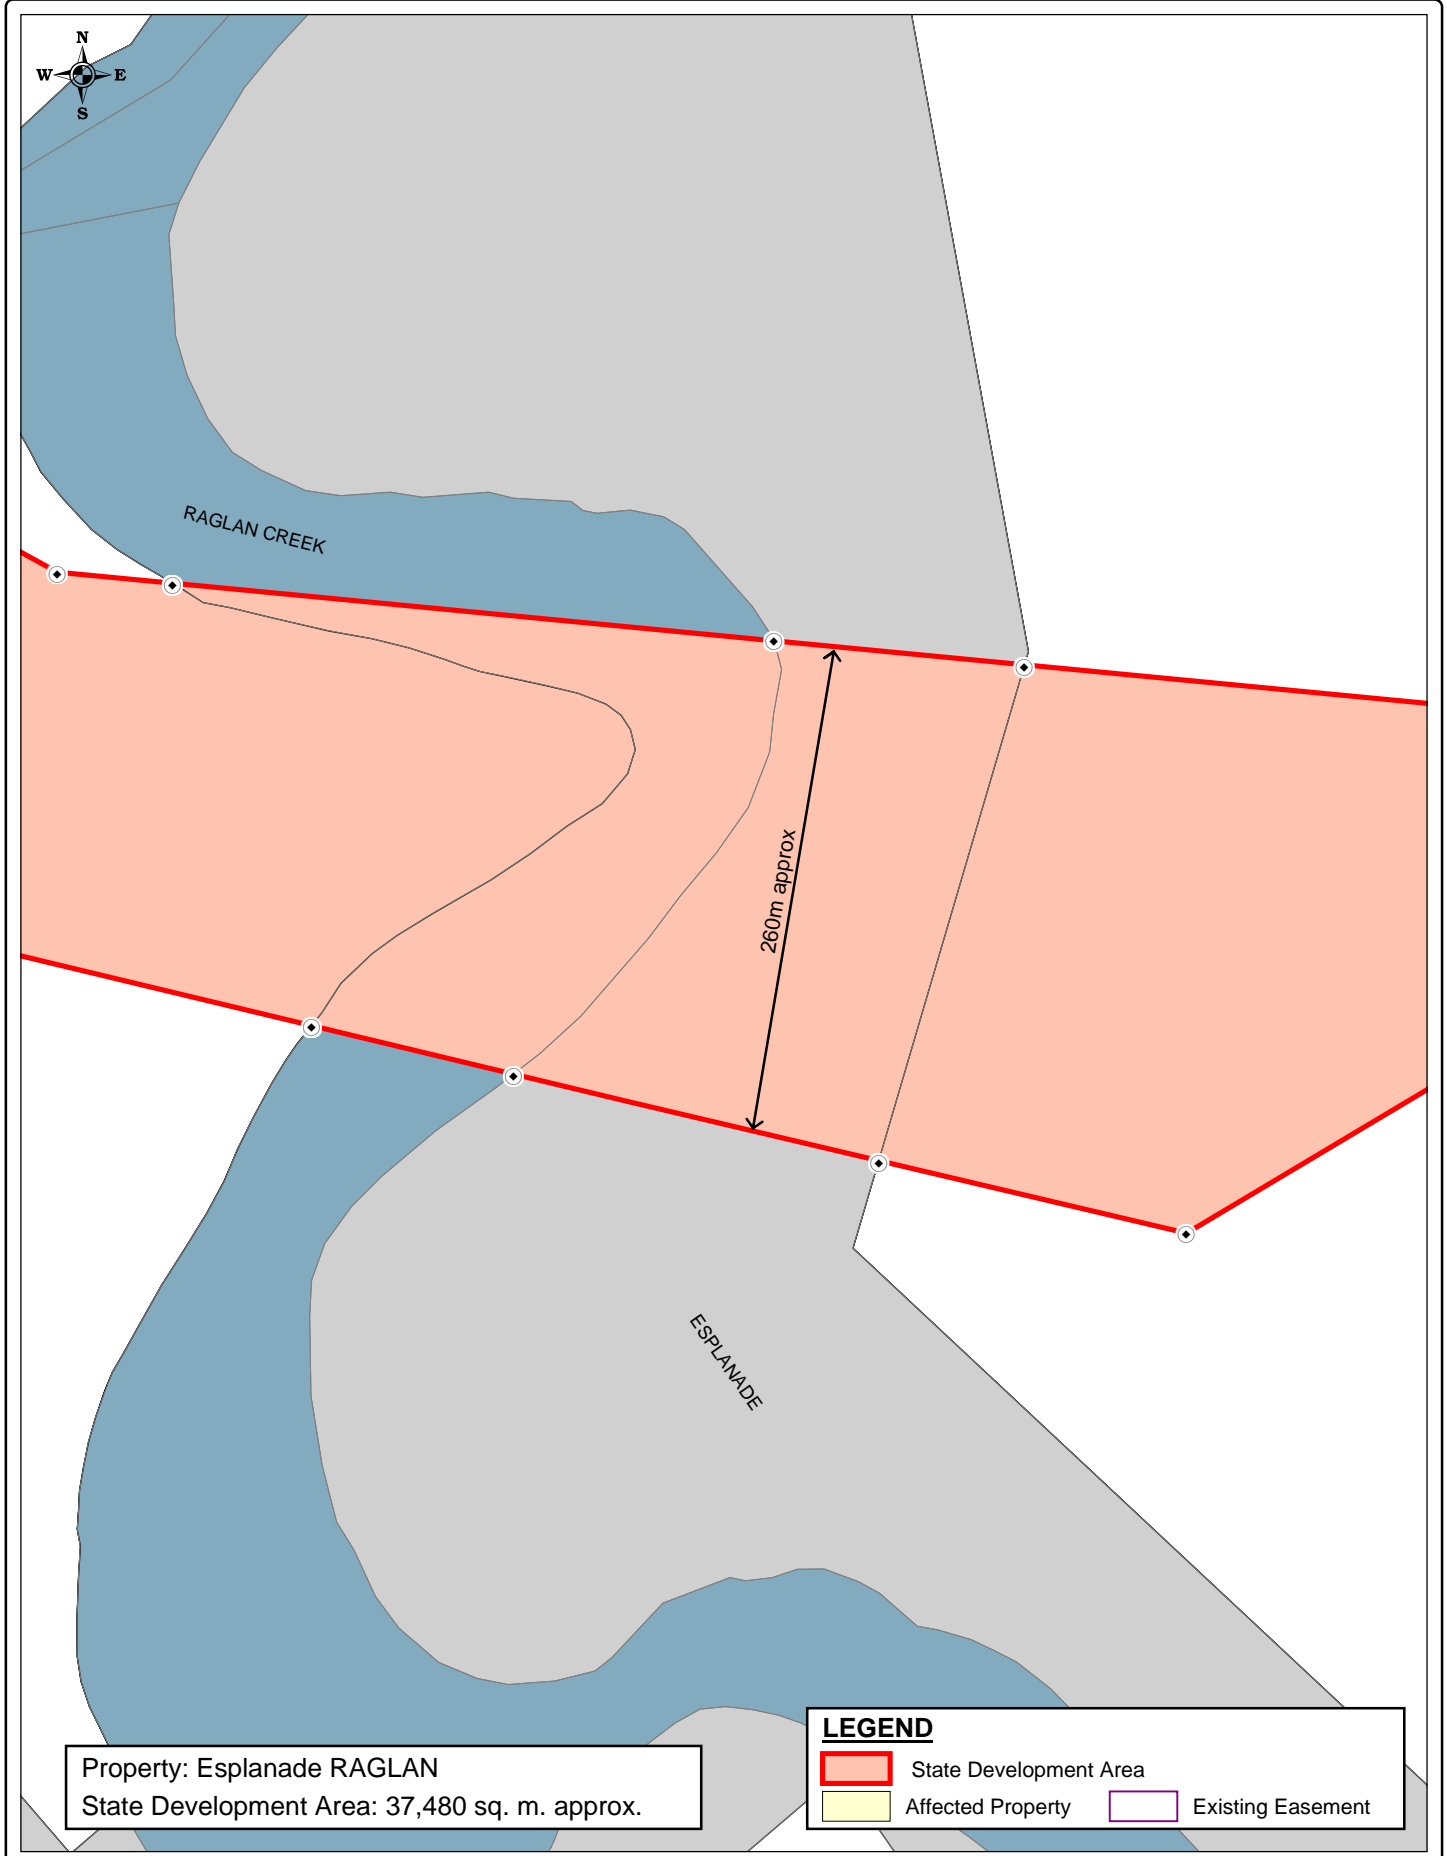 N
W E
S
RAGLAN CREEK
260m approx
ESPLANADE
Property: Esplanade RAGLAN
State Development Area: 37,480 sq. m. approx.
LEGEND
State Development Area
Affected Property Existing Easement